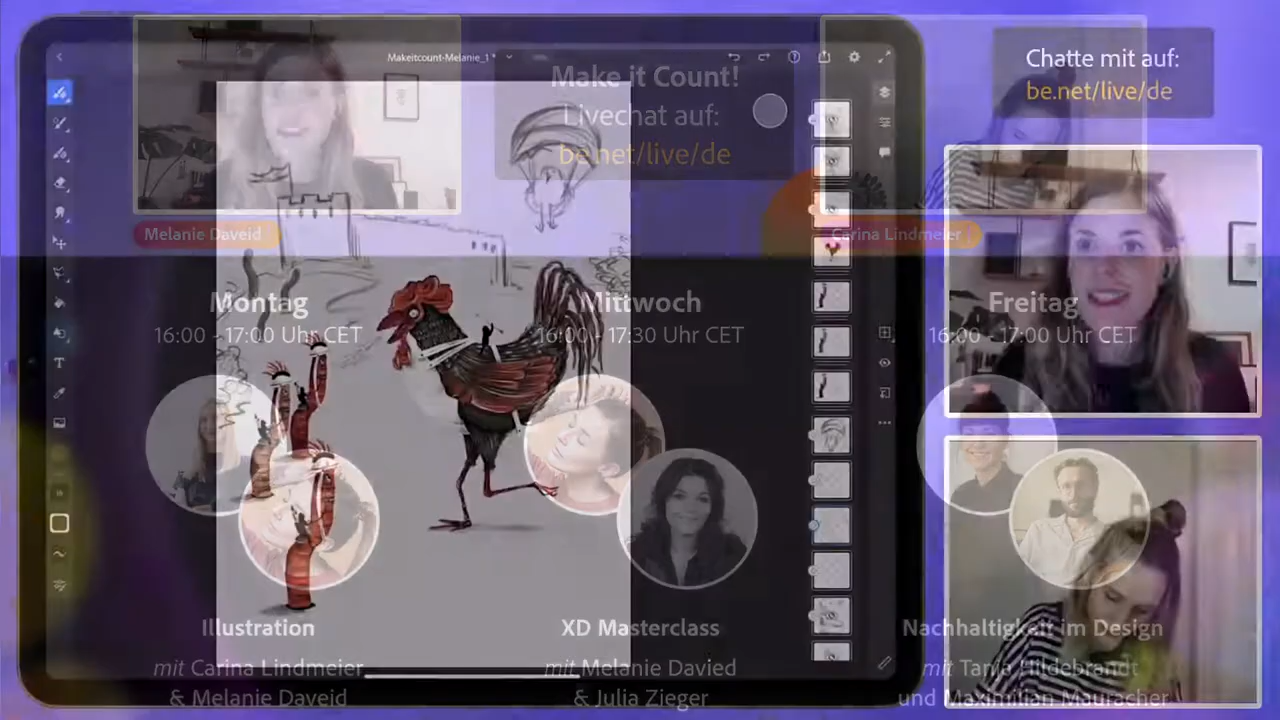 Makeitcount-Melanie_1*
Make it Count!
Livechat auf:
be.net/live/de
Chatte mit auf:
be.net/live/de
Melanie Daveid
Carina Lindmeier
Montag
16:00 - 17:00 Uhr CET
Mittwoch
16:00 - 17:30 Uhr CET
Freitag
16:00 - 17:00 Uhr CET
Illustration
mit Carina Lindmeier
& Melanie Daveid
XD Masterclass
mit Melanie Davied
& Julia Zieger
Nachhaltigkeit im Design
mit Tanja Hildebrandt
und Maximilian Mauracher